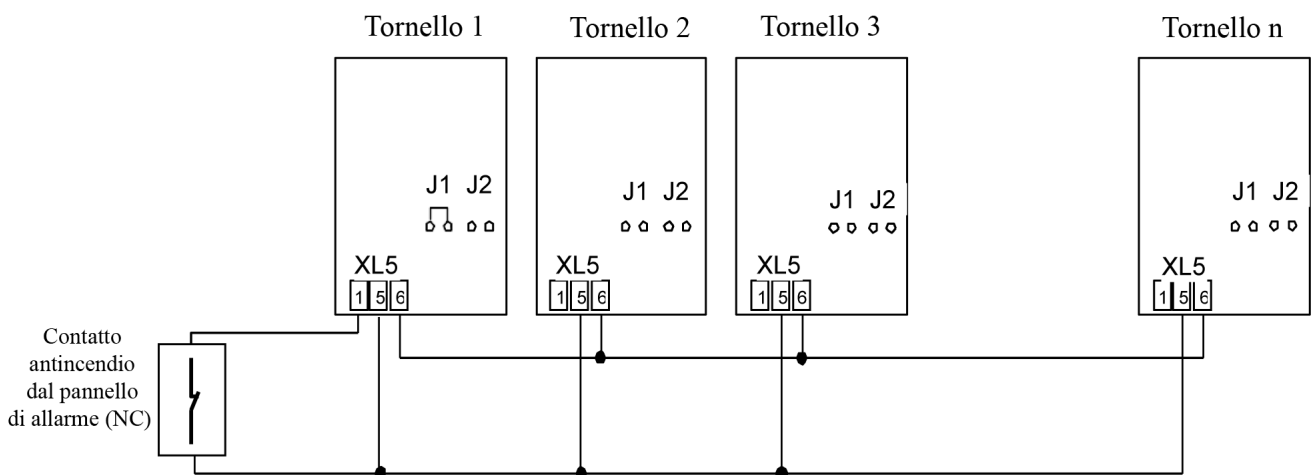 Tornello 1 Tornello 2 Tornello 3 Tornello n
J1 J2 J1 J2 J1 J2 J1 J2
XL5 XL5 XL5 XL5
1 5 6 1 5 6 1 5 6 1 5 6
Contatto
antincendio
dal pannello
di allarme (NC)